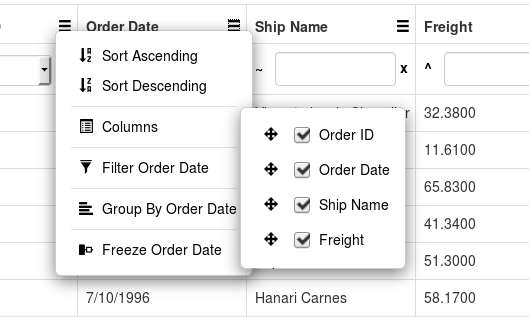 Order Date Ship Name Freight
~ x ^
Sort Ascending
Sort Descending
Columns
Filter Order Date
Group By Order Date
Freeze Order Date
Order ID
Order Date
Ship Name
Freight
32.3800
11.6100
65.8300
41.3400
51.3000
7/10/1996 Hanari Carnes 58.1700